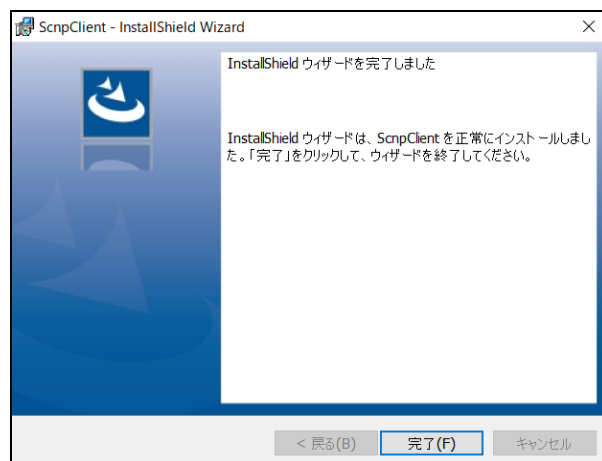 ScnpClient - InstallShield Wizard
InstallShield ウィザードを完了しました
InstallShield ウィザードは、ScnpClient を正常にインストールしまし
た。「完了」をクリックして、ウィザードを終了してください。
< 戻る(B)
完了(F)
キャンセル